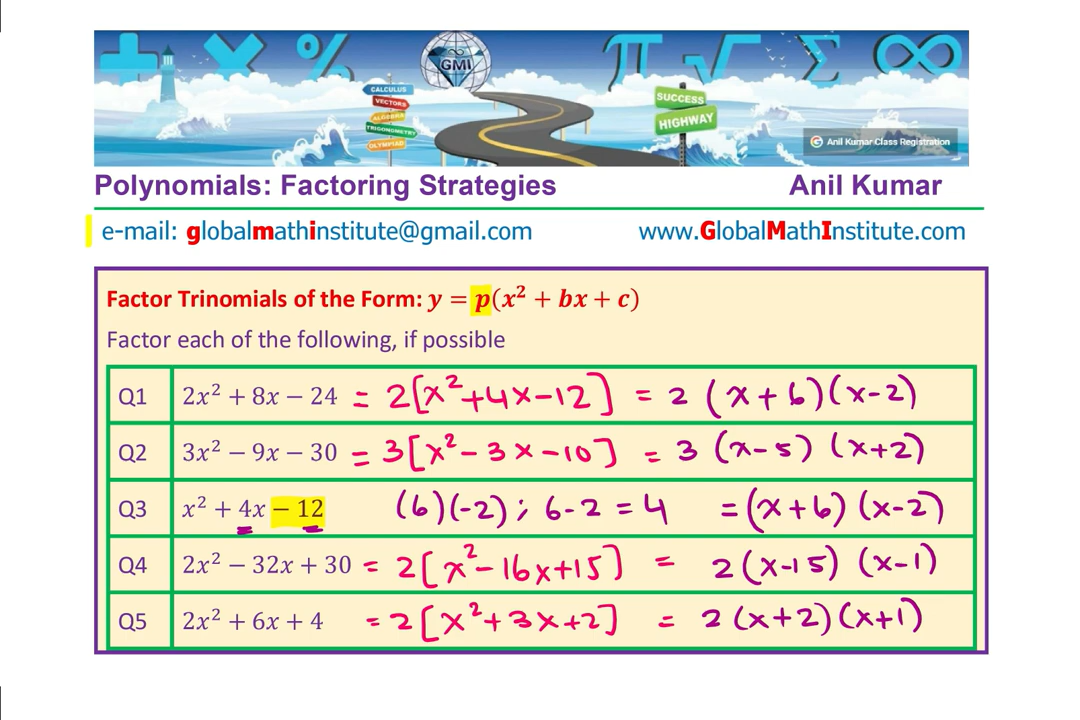 GMI
CALCULUS
VECTORS
ALGEBRA
TRIGONOMETRY
OLYMPIAD
SUCCESS
HIGHWAY
G Anil Kumar Class Registration
Polynomials: Factoring Strategies Anil Kumar
e-mail: globalmathinstitute@gmail.com www.GlobalMathInstitute.com
Factor Trinomials of the Form: y = p(x² + bx + c)
Factor each of the following, if possible
Q1 2x² + 8x − 24 = 2[x²+4x−12] = 2 (x+6)(x−2)
Q2 3x² − 9x − 30 = 3[x²−3x−10] = 3 (x−5) (x+2)
Q3 x² + 4x − 12 (6)(−2); 6−2 = 4 = (x+6)(x−2)
Q4 2x² − 32x + 30 = 2[x²−16x+15] = 2(x−15) (x−1)
Q5 2x² + 6x + 4 = 2[x²+3x+2] = 2(x+2)(x+1)